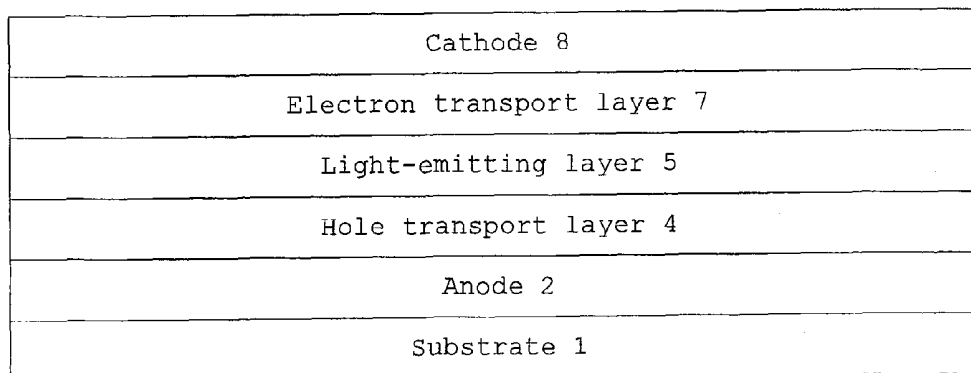 Cathode 8
Electron transport layer 7
Light-emitting layer 5
Hole transport layer 4
Anode 2
Substrate 1